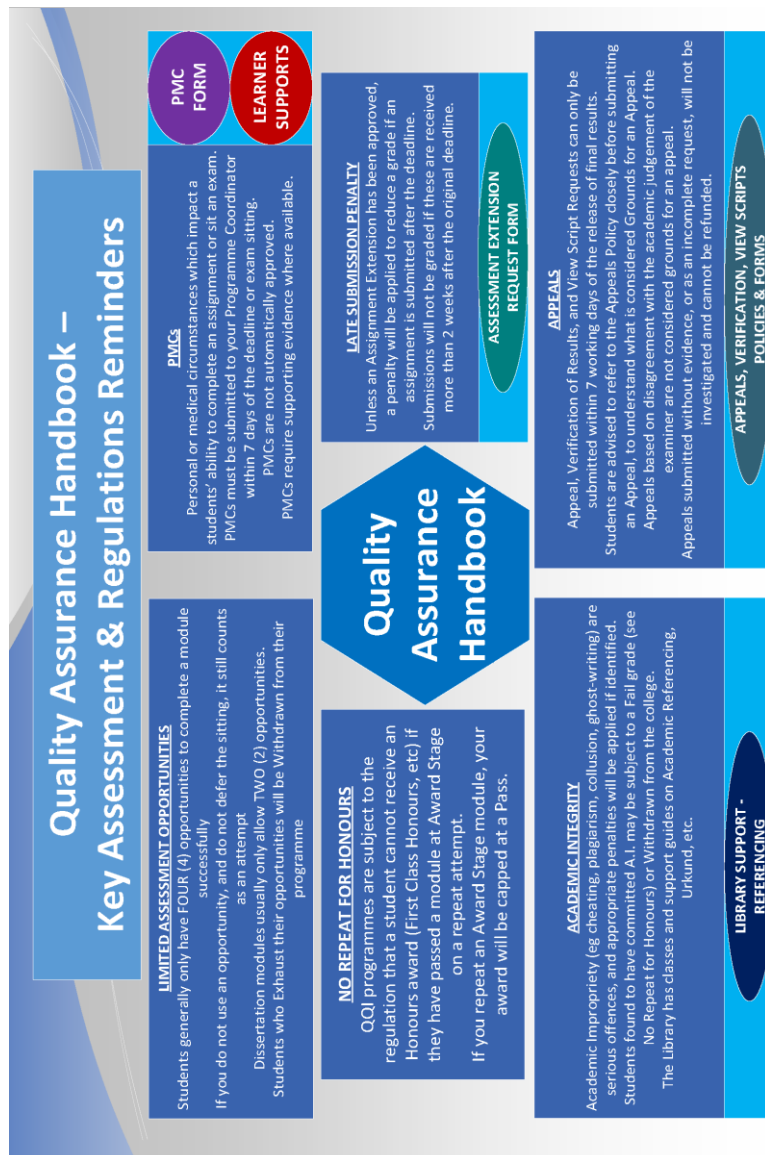 Quality Assurance Handbook –
Key Assessment & Regulations Reminders
LIMITED ASSESSMENT OPPORTUNITIES
Students generally only have FOUR (4) opportunities to complete a module
successfully
If you do not use an opportunity, and do not defer the sitting, it still counts
as an attempt
Dissertation modules usually only allow TWO (2) opportunities.
Students who Exhaust their opportunities will be Withdrawn from their
programme
PMCs
Personal or medical circumstances which impact a
students’ ability to complete an assignment or sit an exam.
PMCs must be submitted to your Programme Coordinator
within 7 days of the deadline or exam sitting.
PMCs are not automatically approved.
PMCs require supporting evidence where available.
PMC
FORM
LEARNER
SUPPORTS
NO REPEAT FOR HONOURS
QQI programmes are subject to the
regulation that a student cannot receive an
Honours award (First Class Honours, etc) if
they have passed a module at Award Stage
on a repeat attempt.
If you repeat an Award Stage module, your
award will be capped at a Pass.
Quality
Assurance
Handbook
LATE SUBMISSION PENALTY
Unless an Assignment Extension has been approved,
a penalty will be applied to reduce a grade if an
assignment is submitted after the deadline.
Submissions will not be graded if these are received
more than 2 weeks after the original deadline.
ASSESSMENT EXTENSION
REQUEST FORM
ACADEMIC INTEGRITY
Academic Impropriety (eg cheating, plagiarism, collusion, ghost-writing) are
serious offences, and appropriate penalties will be applied if identified.
Students found to have committed A.I. may be subject to a Fail grade (see
No Repeat for Honours) or Withdrawn from the college.
The Library has classes and support guides on Academic Referencing,
Urkund, etc.
LIBRARY SUPPORT -
REFERENCING
APPEALS
Appeal, Verification of Results, and View Script Requests can only be
submitted within 7 working days of the release of final results.
Students are advised to refer to the Appeals Policy closely before submitting
an Appeal, to understand what is considered Grounds for an Appeal.
Appeals based on disagreement with the academic judgement of the
examiner are not considered grounds for an appeal.
Appeals submitted without evidence, or as an incomplete request, will not be
investigated and cannot be refunded.
APPEALS, VERIFICATION, VIEW SCRIPTS
POLICIES & FORMS